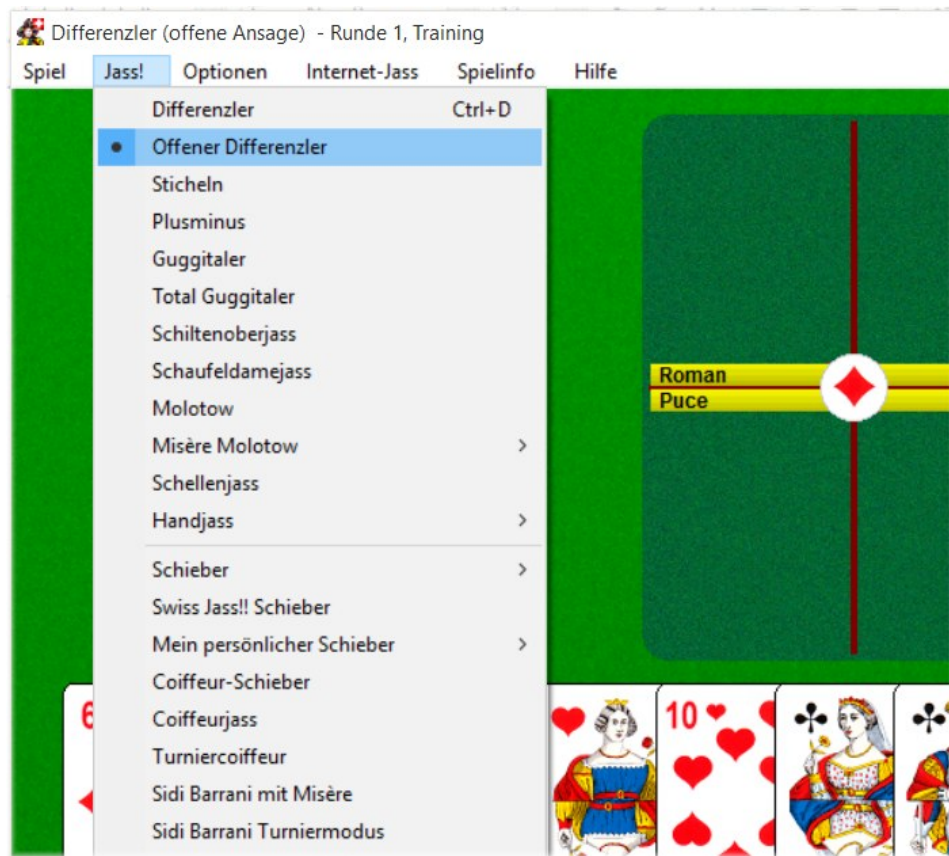 Differenzler (offene Ansage) - Runde 1, Training
Spiel Jass! Optionen Internet-Jass Spielinfo Hilfe
Differenzler Ctrl+D
Offener Differenzler
Sticheln
Plusminus
Guggitaler
Total Guggitaler
Schiltenoberjass
Schaufeldamejass
Molotow
Misère Molotow
Schellenjass
Handjass
Schieber
Swiss Jass!! Schieber
Mein persönlicher Schieber
Coiffeur-Schieber
Coiffeurjass
Turniercoiffeur
Sidi Barrani mit Misère
Sidi Barrani Turniermodus
Roman
Puce
6
10